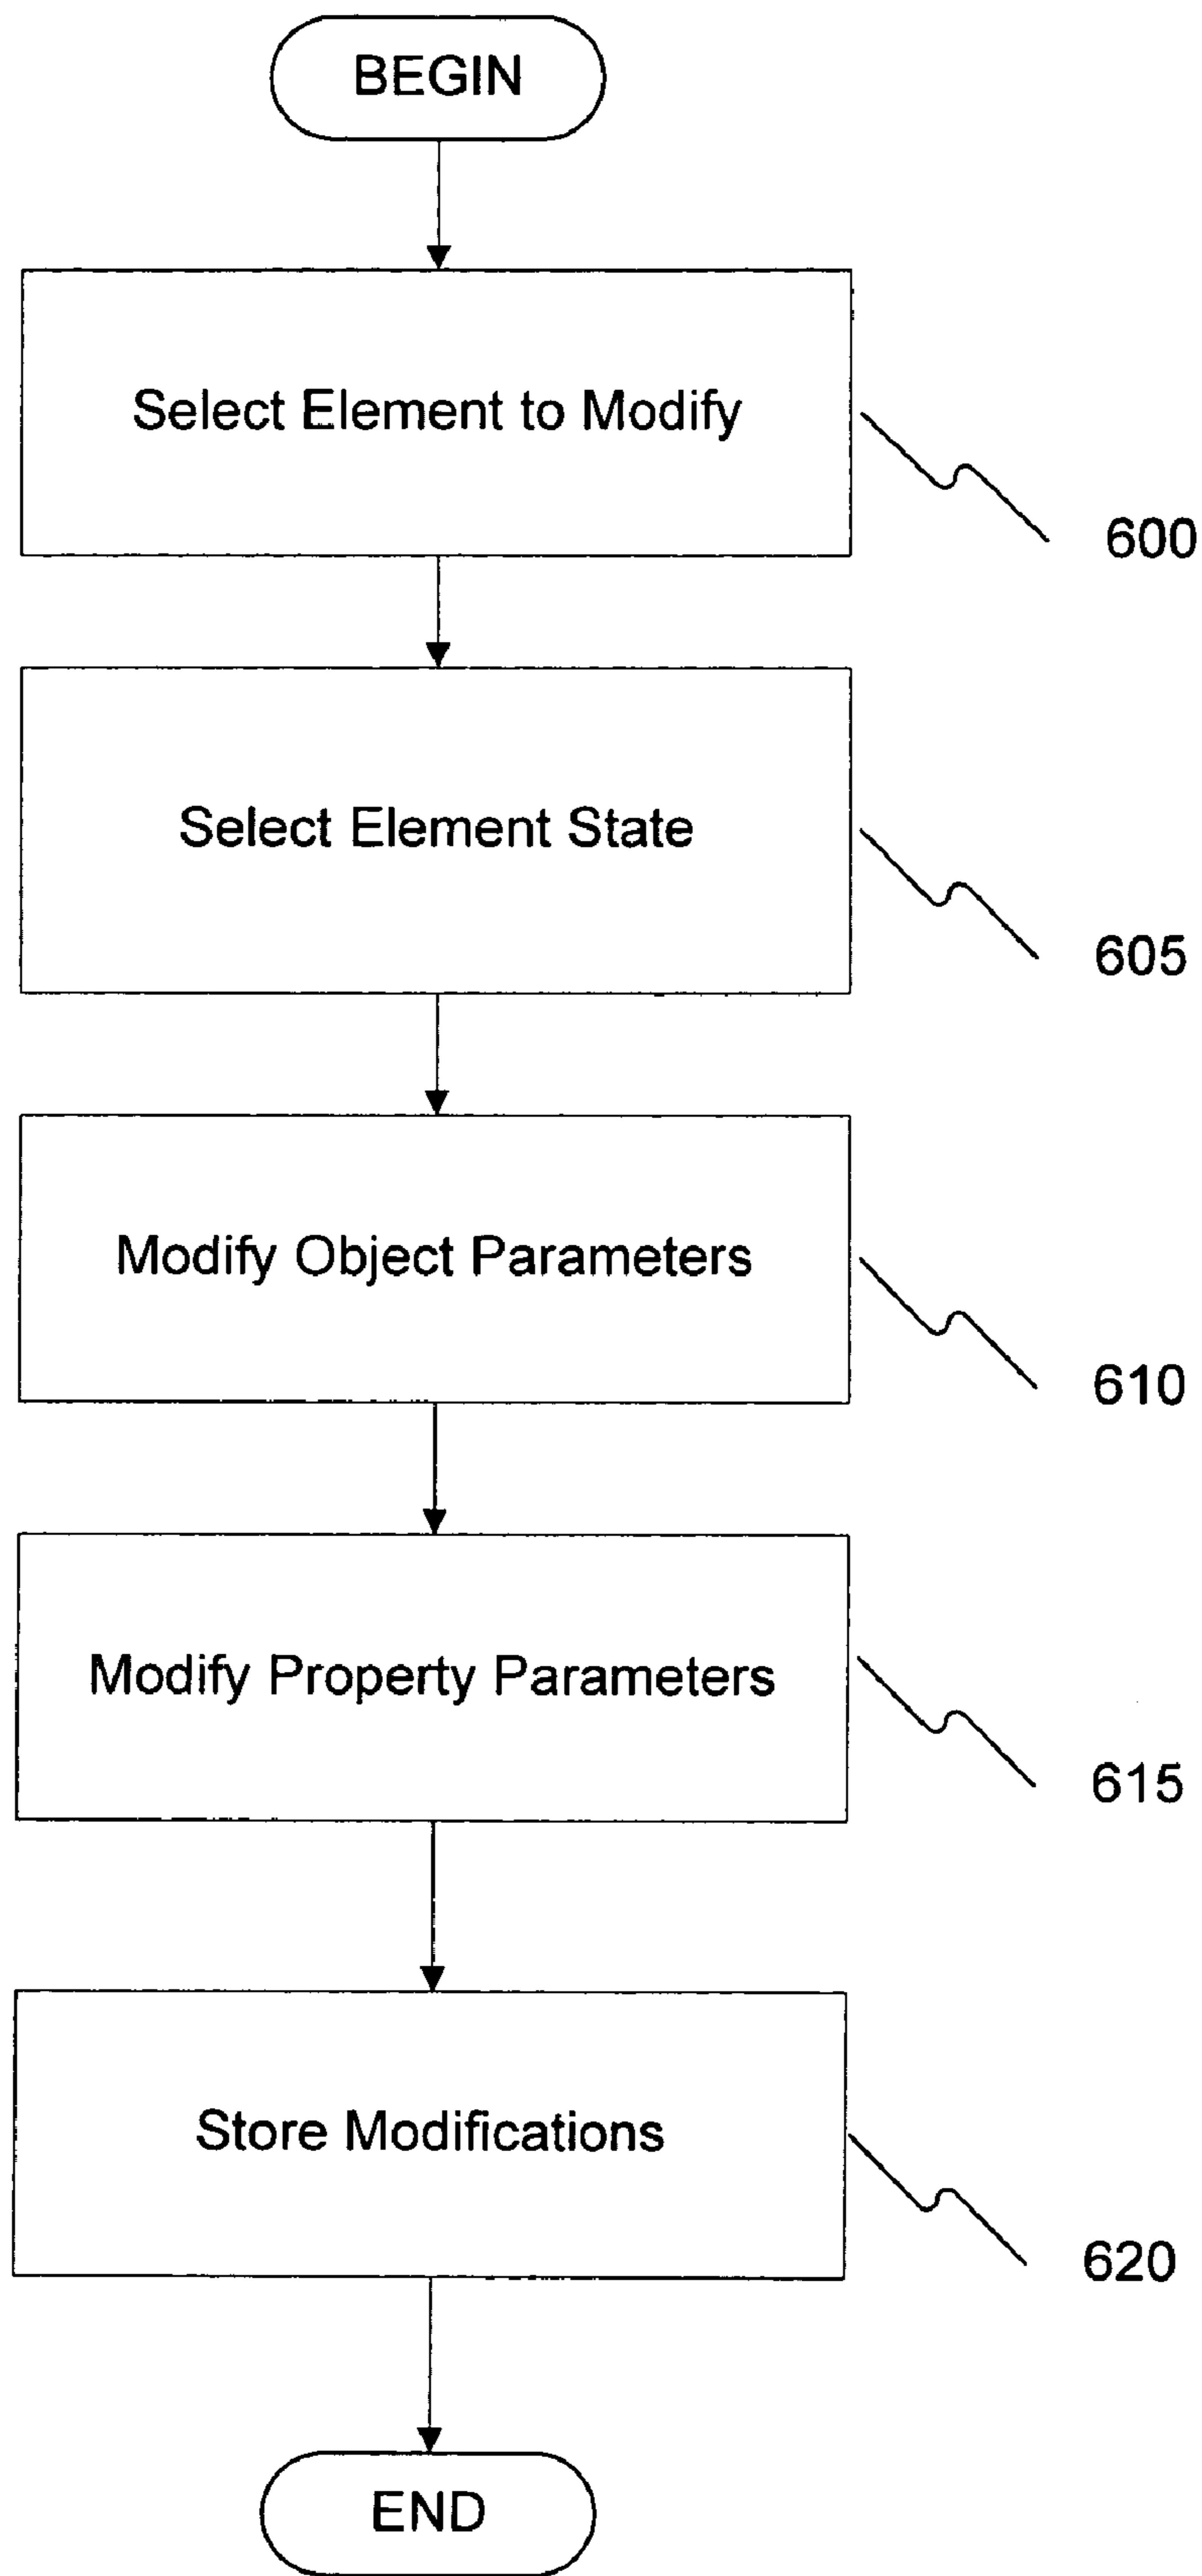 BEGIN
Select Element to Modify
600
Select Element State
605
Modify Object Parameters
610
Modify Property Parameters
615
Store Modifications
620
END